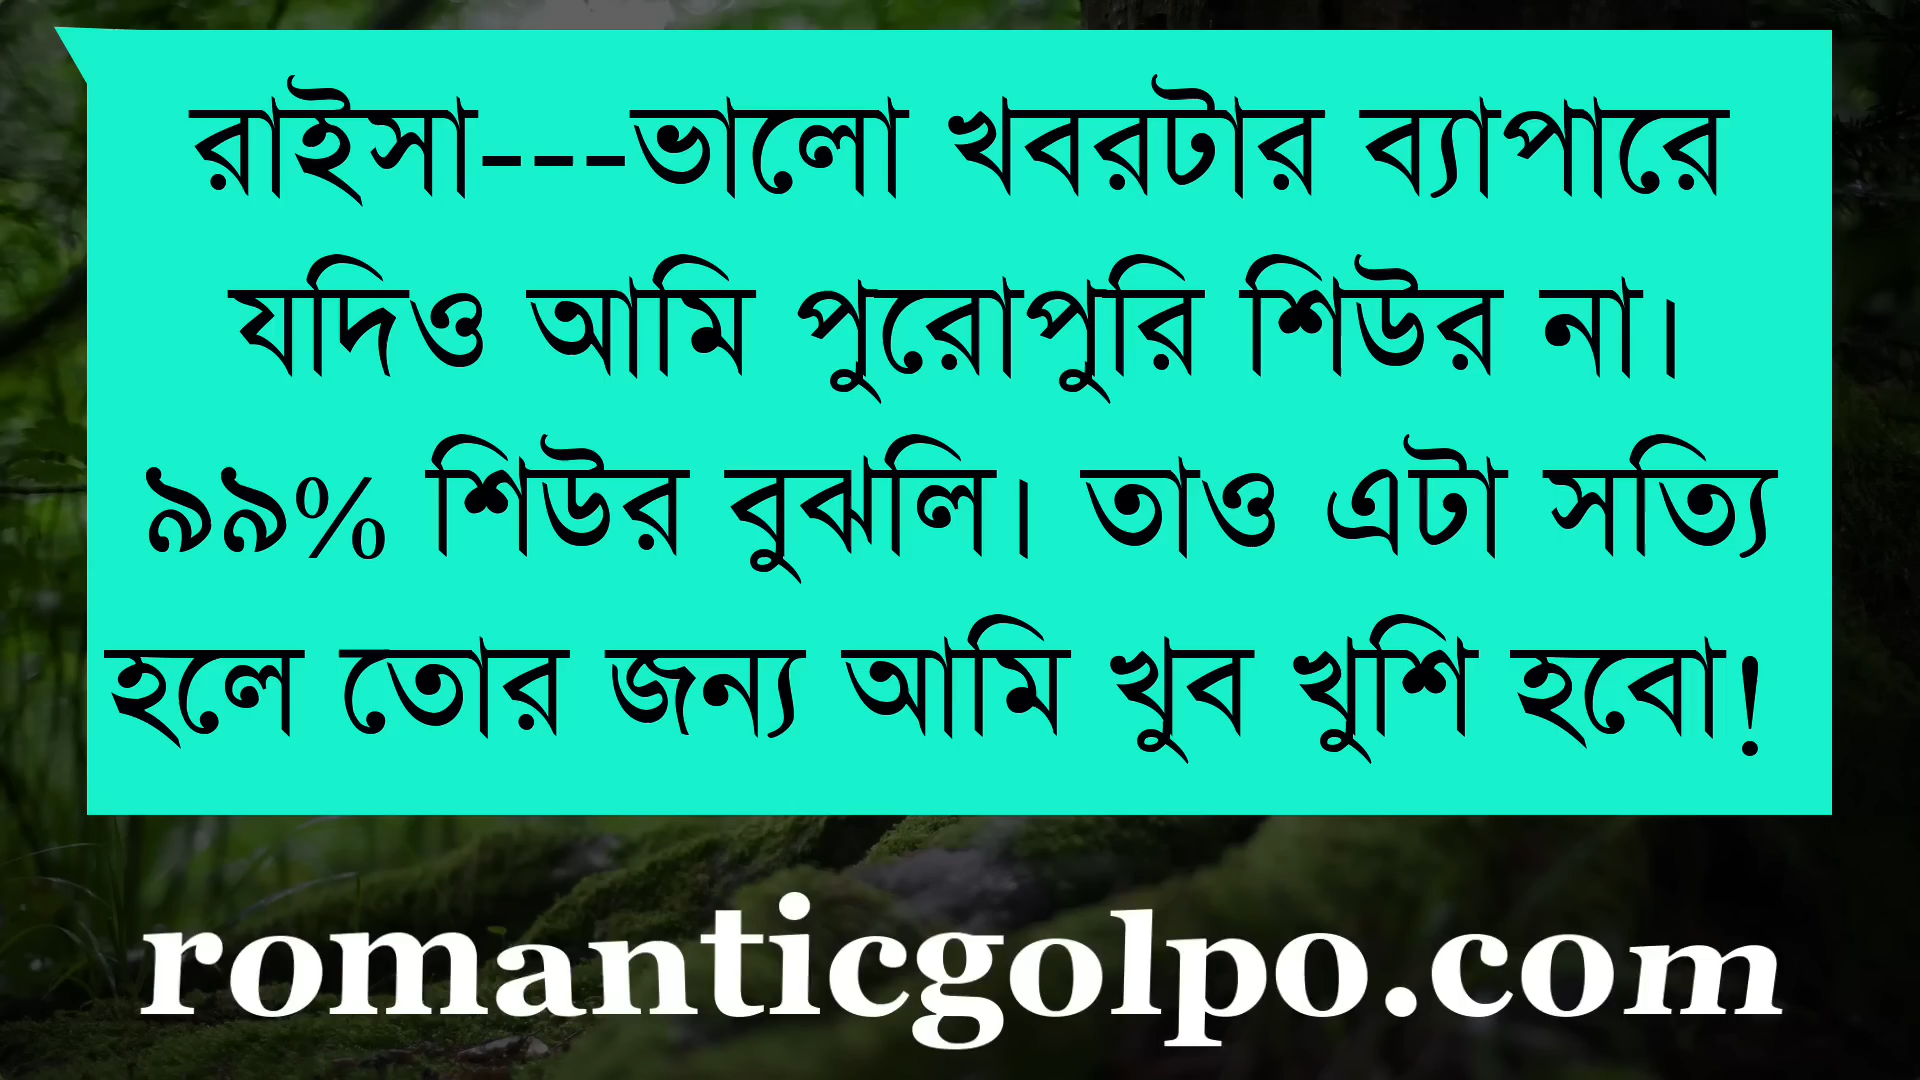 রাইসা---ভালো খবরটার ব্যাপারে
যদিও আমি পুরোপুরি শিউর না।
৯৯% শিউর বুঝলি। তাও এটা সত্যি
হলে তোর জন্য আমি খুব খুশি হবো!
romanticgolpo.com